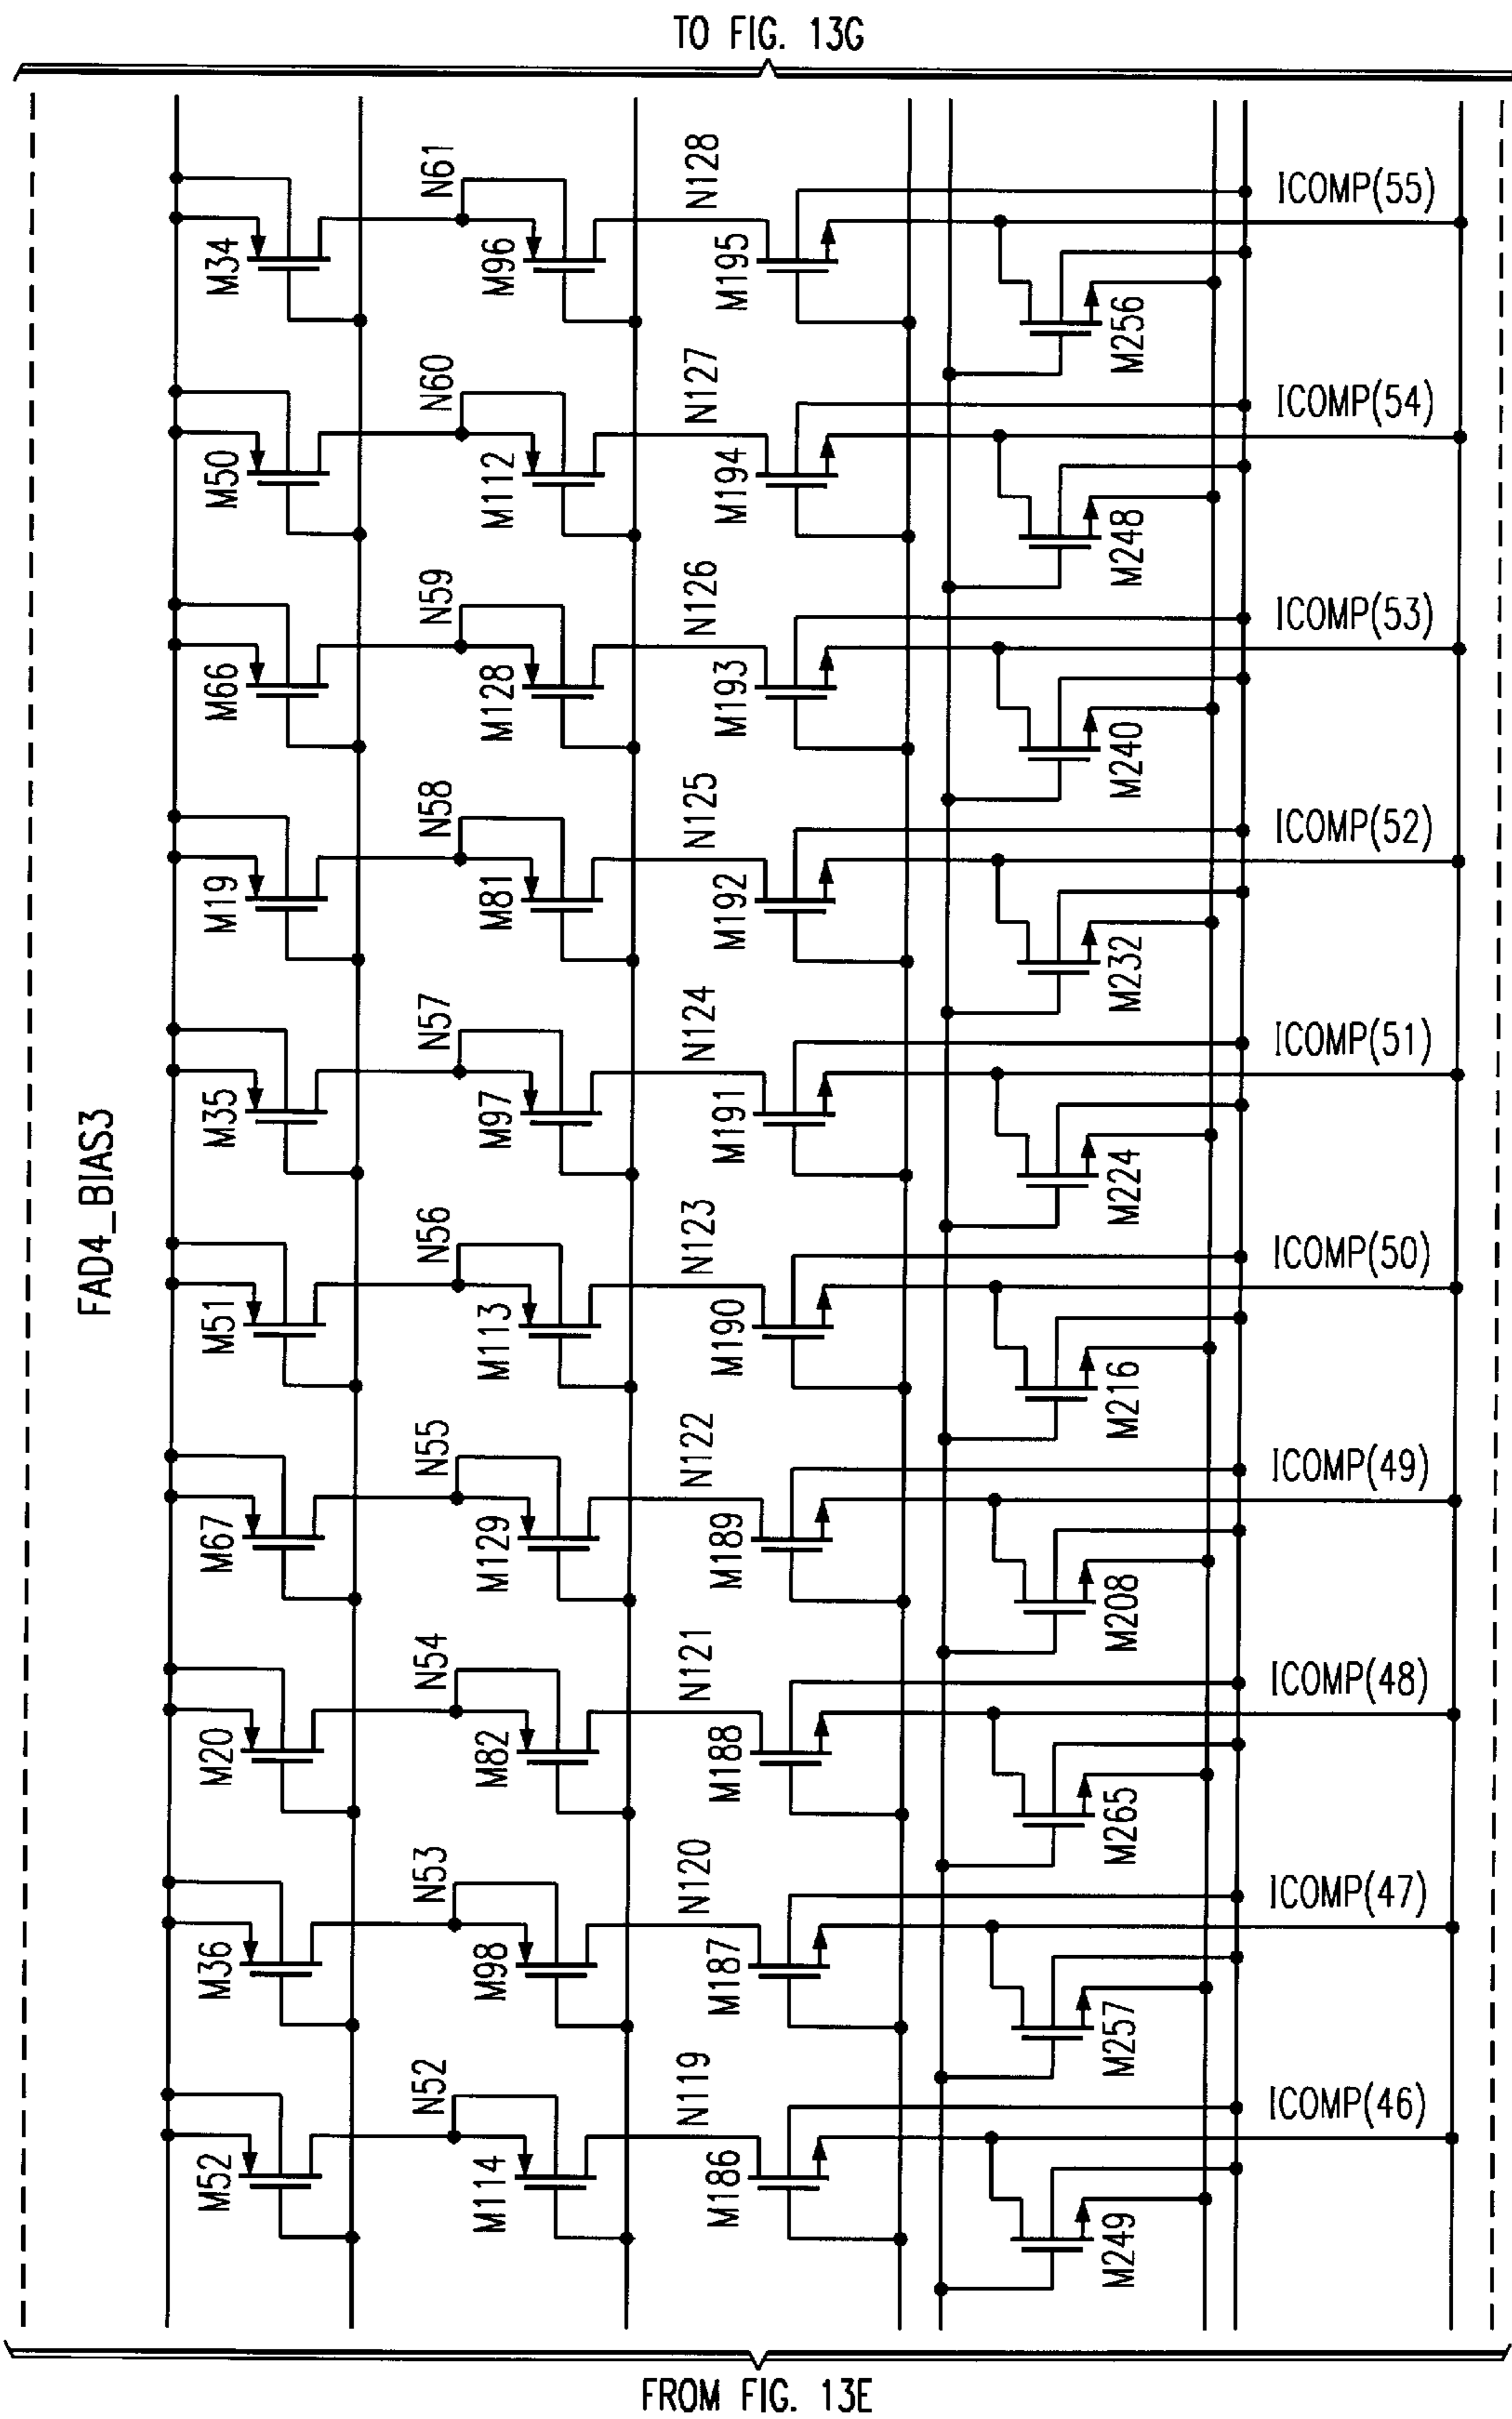 TO FIG. 13G
FAD4_BIAS3
M34
N61
M96
N128
M195
M256
ICOMP(55)
M50
N60
M112
N127
M194
M248
ICOMP(54)
M66
N59
M128
N126
M193
M240
ICOMP(53)
M19
N58
M81
N125
M192
M232
ICOMP(52)
M35
N57
M97
N124
M191
M224
ICOMP(51)
M51
N56
M113
N123
M190
M216
ICOMP(50)
M67
N55
M129
N122
M189
M208
ICOMP(49)
M20
N54
M82
N121
M188
M265
ICOMP(48)
M36
N53
M98
N120
M187
M257
ICOMP(47)
M52
N52
M114
N119
M186
M249
ICOMP(46)
FROM FIG. 13E